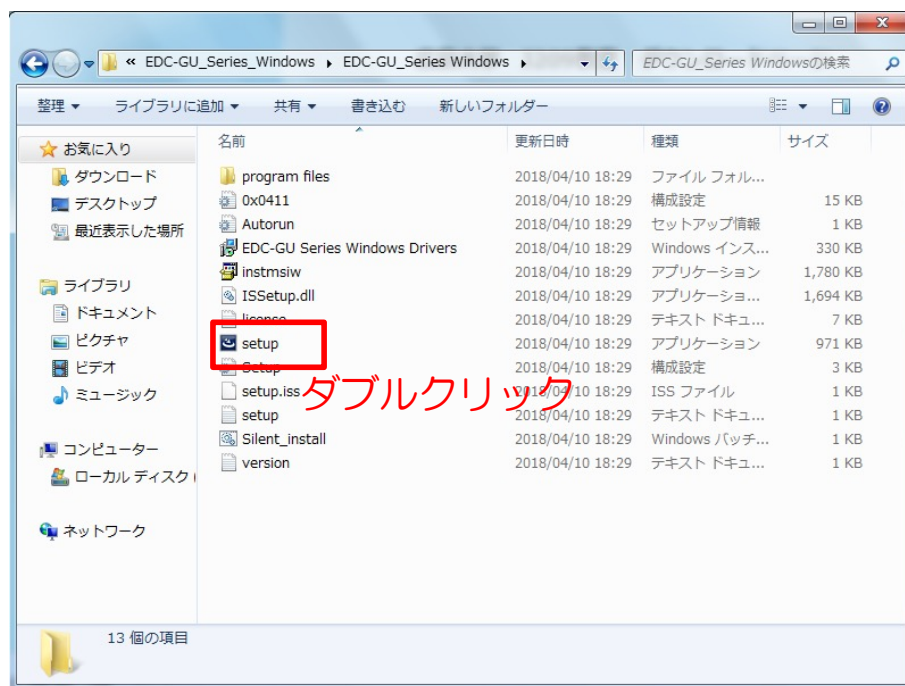 « EDC-GU_Series_Windows ▸ EDC-GU_Series Windows ▸ EDC-GU_Series Windowsの検索
整理 ▼ ライブラリに追加 ▼ 共有 ▼ 書き込む 新しいフォルダー
お気に入り
ダウンロード
デスクトップ
最近表示した場所
ライブラリ
ドキュメント
ピクチャ
ビデオ
ミュージック
コンピューター
ローカル ディスク (
ネットワーク
名前 更新日時 種類 サイズ
program files 2018/04/10 18:29 ファイル フォル...
0x0411 2018/04/10 18:29 構成設定 15 KB
Autorun 2018/04/10 18:29 セットアップ情報 1 KB
EDC-GU Series Windows Drivers 2018/04/10 18:29 Windows インス... 330 KB
instmsiw 2018/04/10 18:29 アプリケーション 1,780 KB
ISSetup.dll 2018/04/10 18:29 アプリケーショ... 1,694 KB
license 2018/04/10 18:29 テキスト ドキュ... 7 KB
setup 2018/04/10 18:29 アプリケーション 971 KB
Setup 2018/04/10 18:29 構成設定 3 KB
setup.iss 2018/04/10 18:29 ISS ファイル 1 KB
setup 2018/04/10 18:29 テキスト ドキュ... 1 KB
Silent_install 2018/04/10 18:29 Windows バッチ... 1 KB
version 2018/04/10 18:29 テキスト ドキュ... 1 KB
ダブルクリック
13 個の項目